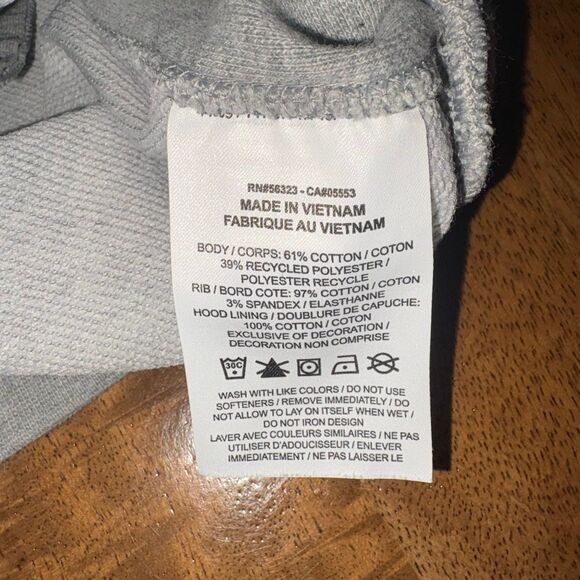 RN#56323 - CA#05553
MADE IN VIETNAM
FABRIQUE AU VIETNAM
BODY / CORPS: 61% COTTON / COTON
39% RECYCLED POLYESTER /
POLYESTER RECYCLE
RIB / BORD COTE: 97% COTTON / COTON
3% SPANDEX / ELASTHANNE
HOOD LINING / DOUBLURE DE CAPUCHE:
100% COTTON / COTON
EXCLUSIVE OF DECORATION /
DECORATION NON COMPRISE
30C
WASH WITH LIKE COLORS / DO NOT USE
SOFTENERS / REMOVE IMMEDIATELY / DO
NOT ALLOW TO LAY ON ITSELF WHEN WET /
DO NOT IRON DESIGN
LAVER AVEC COULEURS SIMILAIRES / NE PAS
UTILISER D'ADOUCISSEUR / ENLEVER
IMMEDIATEMENT / NE PAS LAISSER LE